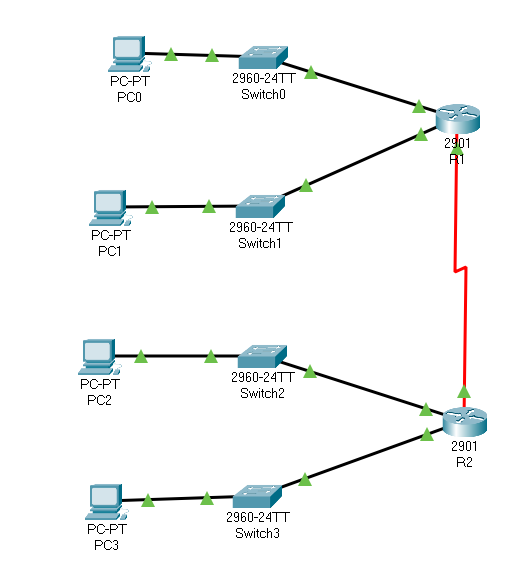 PC-PT
PC0
2960-24TT
Switch0
2901
R1
PC-PT
PC1
2960-24TT
Switch1
PC-PT
PC2
2960-24TT
Switch2
2901
R2
PC-PT
PC3
2960-24TT
Switch3